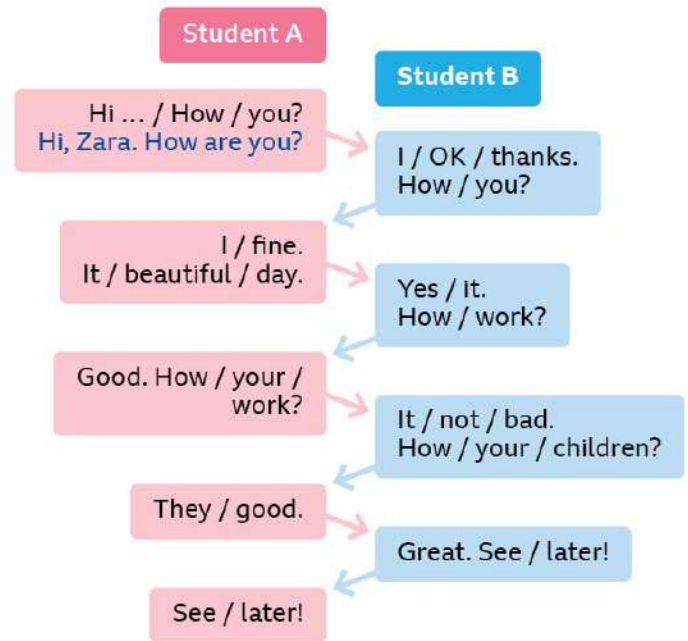 Student A
Student B
Hi ... / How / you?
Hi, Zara. How are you?
I / OK / thanks.
How / you?
I / fine.
It / beautiful / day.
Yes / it.
How / work?
Good. How / your /
work?
It / not / bad.
How / your / children?
They / good.
Great. See / later!
See / later!